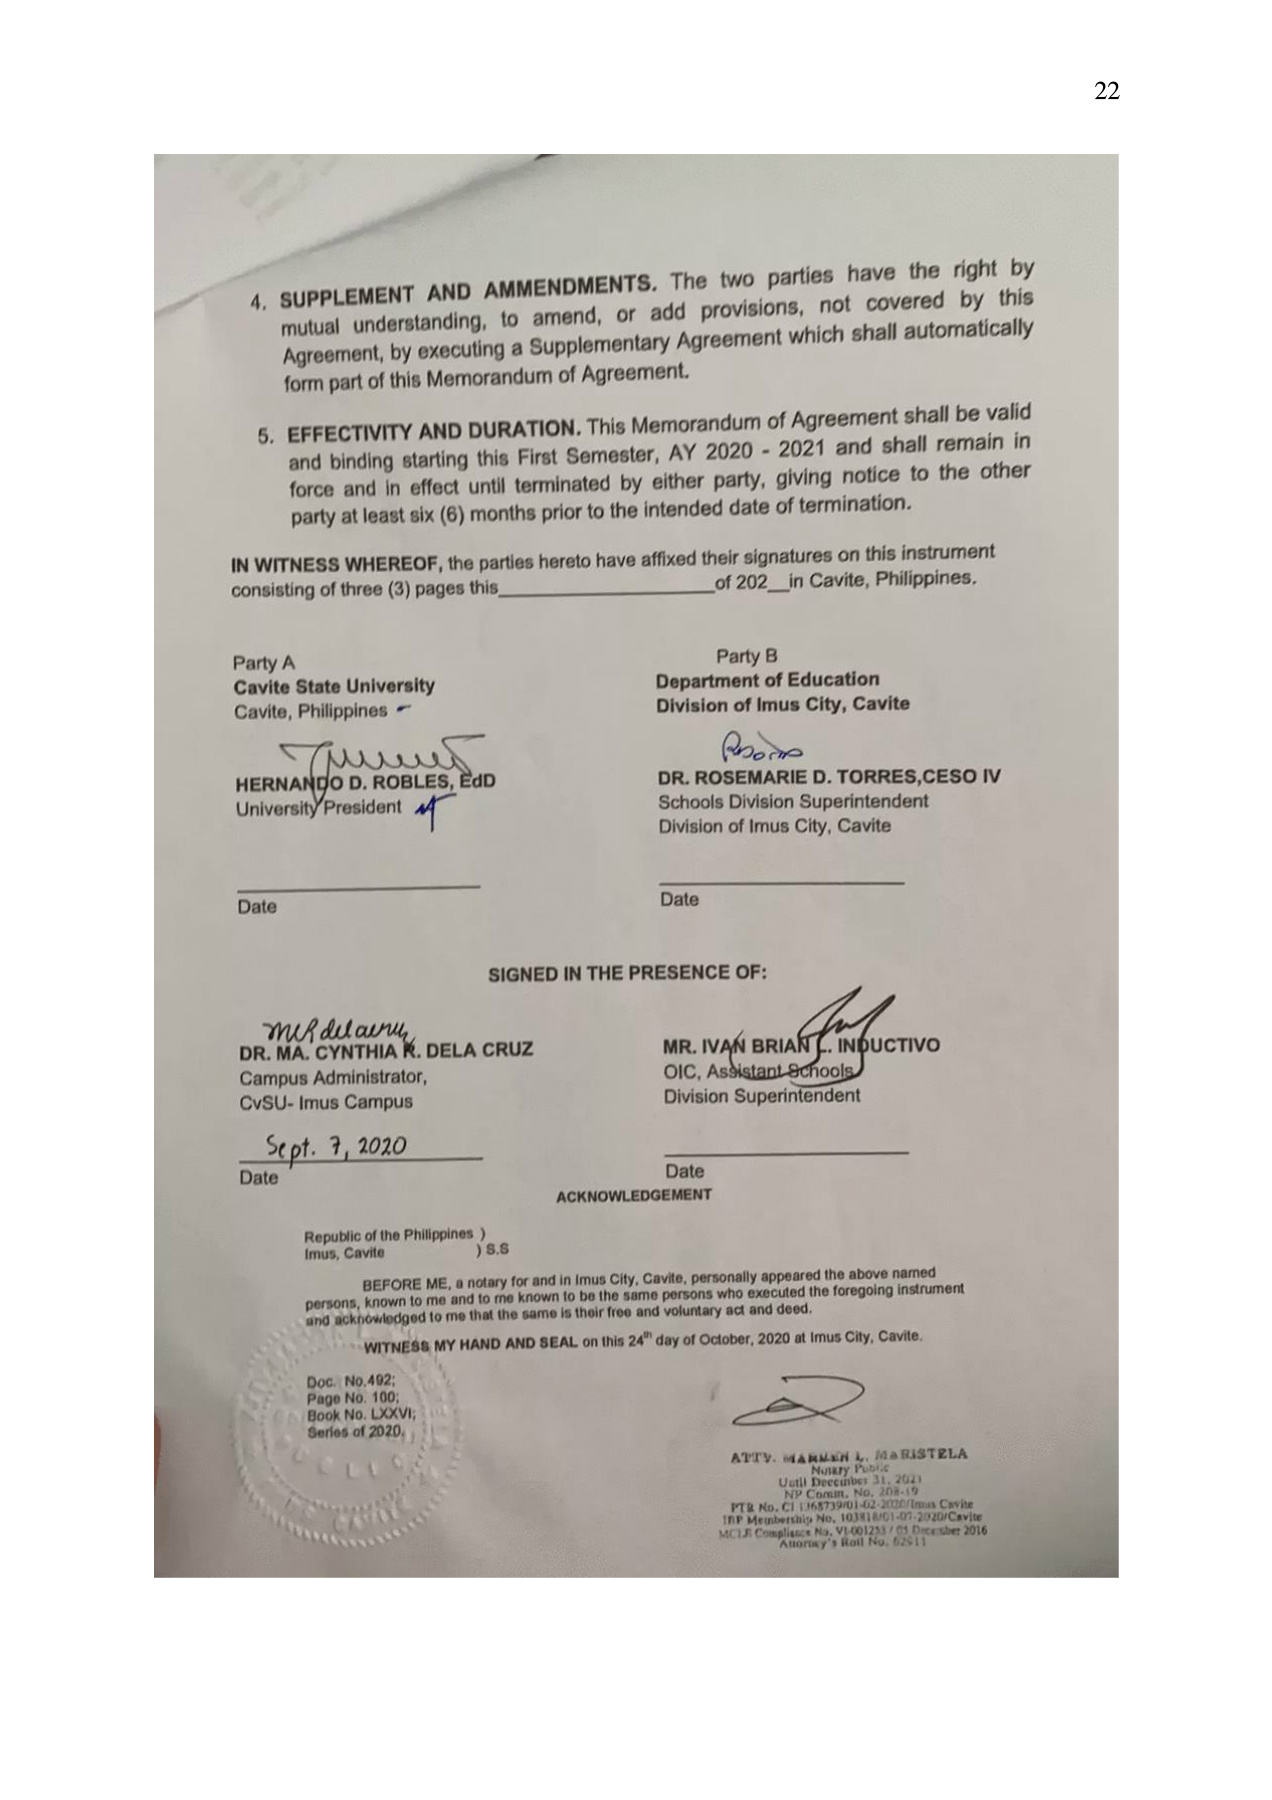 22
4. SUPPLEMENT AND AMMENDMENTS. The two parties have the right by
mutual understanding, to amend, or add provisions, not covered by this
Agreement, by executing a Supplementary Agreement which shall automatically
form part of this Memorandum of Agreement.
5. EFFECTIVITY AND DURATION. This Memorandum of Agreement shall be valid
and binding starting this First Semester, AY 2020 - 2021 and shall remain in
force and in effect until terminated by either party, giving notice to the other
party at least six (6) months prior to the intended date of termination.
IN WITNESS WHEREOF, the parties hereto have affixed their signatures on this instrument
consisting of three (3) pages this____________________of 202__in Cavite, Philippines.
Party A
Cavite State University
Cavite, Philippines
HERNANDO D. ROBLES, EdD
University President
Date
Party B
Department of Education
Division of Imus City, Cavite
DR. ROSEMARIE D. TORRES,CESO IV
Schools Division Superintendent
Division of Imus City, Cavite
Date
SIGNED IN THE PRESENCE OF:
DR. MA. CYNTHIA R. DELA CRUZ
Campus Administrator,
CvSU- Imus Campus
Sept. 7, 2020
Date
MR. IVAN BRIAN L. INDUCTIVO
OIC, Assistant Schools
Division Superintendent
Date
ACKNOWLEDGEMENT
Republic of the Philippines )
Imus, Cavite ) S.S
BEFORE ME, a notary for and in Imus City, Cavite, personally appeared the above named
persons, known to me and to me known to be the same persons who executed the foregoing instrument
and acknowledged to me that the same is their free and voluntary act and deed.
WITNESS MY HAND AND SEAL on this 24th day of October, 2020 at Imus City, Cavite.
Doc. No.492;
Page No. 100;
Book No. LXXVI;
Series of 2020.
ATTY. L. MARISTELA
Notary Public
Until December 31, 2021
NP Comm. No. 208-19
PTR No. Imus Cavite
IBP Membership No. 103818/01-07-2020/Cavite
MCLE Compliance No. December 2016
Attorney's Roll No. 62911